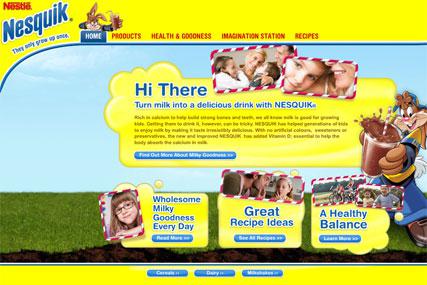 Nestlé
Nesquik
They only grow up once.
HOME PRODUCTS HEALTH & GOODNESS IMAGINATION STATION RECIPES
Hi There
Turn milk into a delicious drink with NESQUIK®
Rich in calcium to help build strong bones and teeth, we all know milk is good for growing
kids. Getting them to drink it, however, can be tricky. NESQUIK has helped generations of kids
to enjoy milk by making it taste irresistibly delicious. With no artificial colours, sweeteners or
preservatives, the new and improved NESQUIK has added Vitamin D: essential to help the
body absorb the calcium in milk.
Find Out More About Milky Goodness >>
Wholesome
Milky
Goodness
Every Day
Read More >>
Great
Recipe Ideas
See All Recipes >>
A Healthy
Balance
Learn More >>
Cereals >> Dairy >> Milkshakes >>